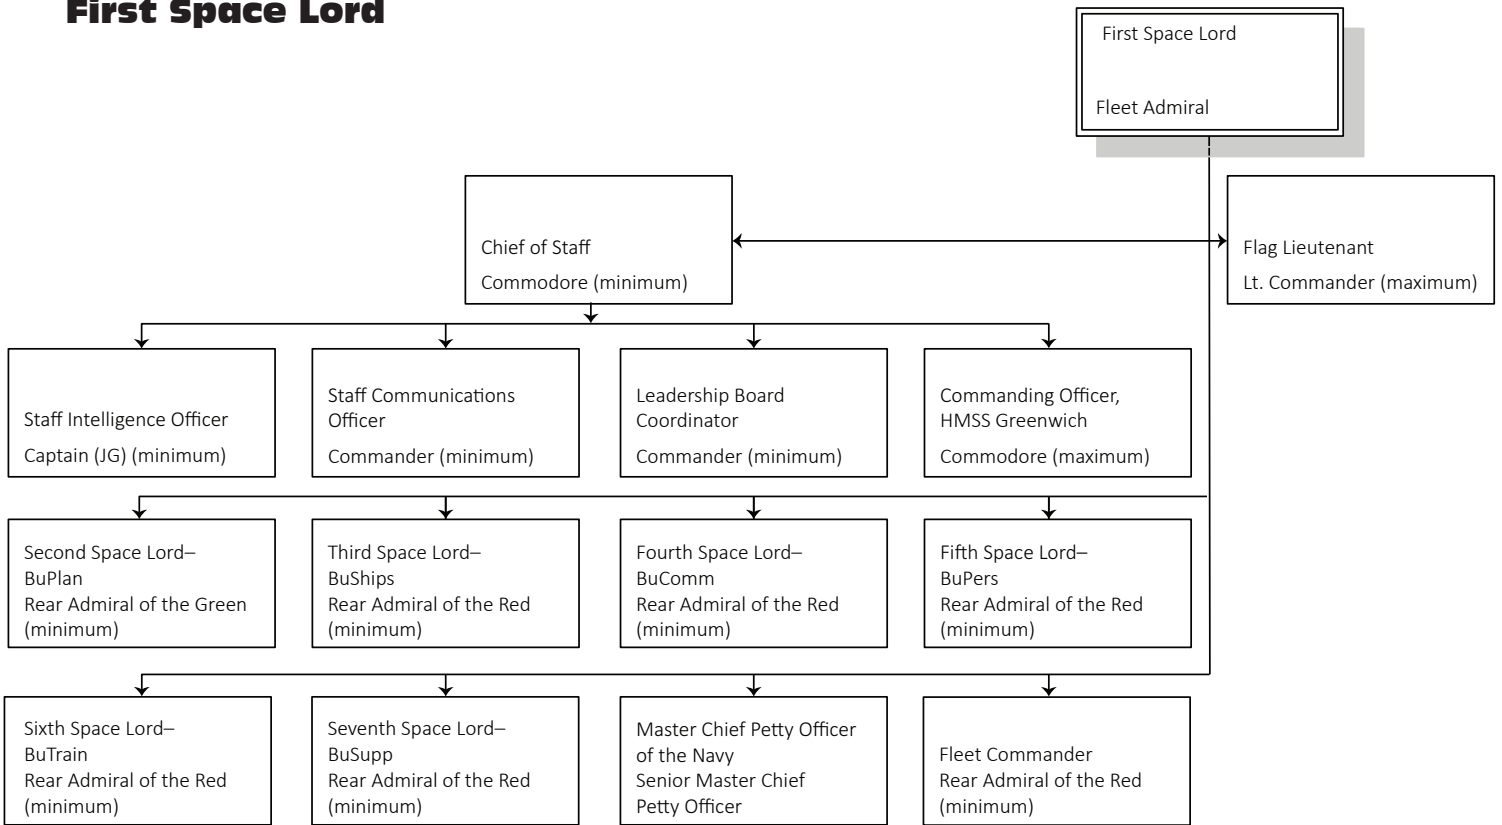 First Space Lord
First Space Lord
Fleet Admiral
Chief of Staff
Commodore (minimum)
Flag Lieutenant
Lt. Commander (maximum)
Staff Intelligence Officer
Captain (JG) (minimum)
Staff Communications
Officer
Commander (minimum)
Leadership Board
Coordinator
Commander (minimum)
Commanding Officer,
HMSS Greenwich
Commodore (maximum)
Second Space Lord–
BuPlan
Rear Admiral of the Green
(minimum)
Third Space Lord–
BuShips
Rear Admiral of the Red
(minimum)
Fourth Space Lord–
BuComm
Rear Admiral of the Red
(minimum)
Fifth Space Lord–
BuPers
Rear Admiral of the Red
(minimum)
Sixth Space Lord–
BuTrain
Rear Admiral of the Red
(minimum)
Seventh Space Lord–
BuSupp
Rear Admiral of the Red
(minimum)
Master Chief Petty Officer
of the Navy
Senior Master Chief
Petty Officer
Fleet Commander
Rear Admiral of the Red
(minimum)